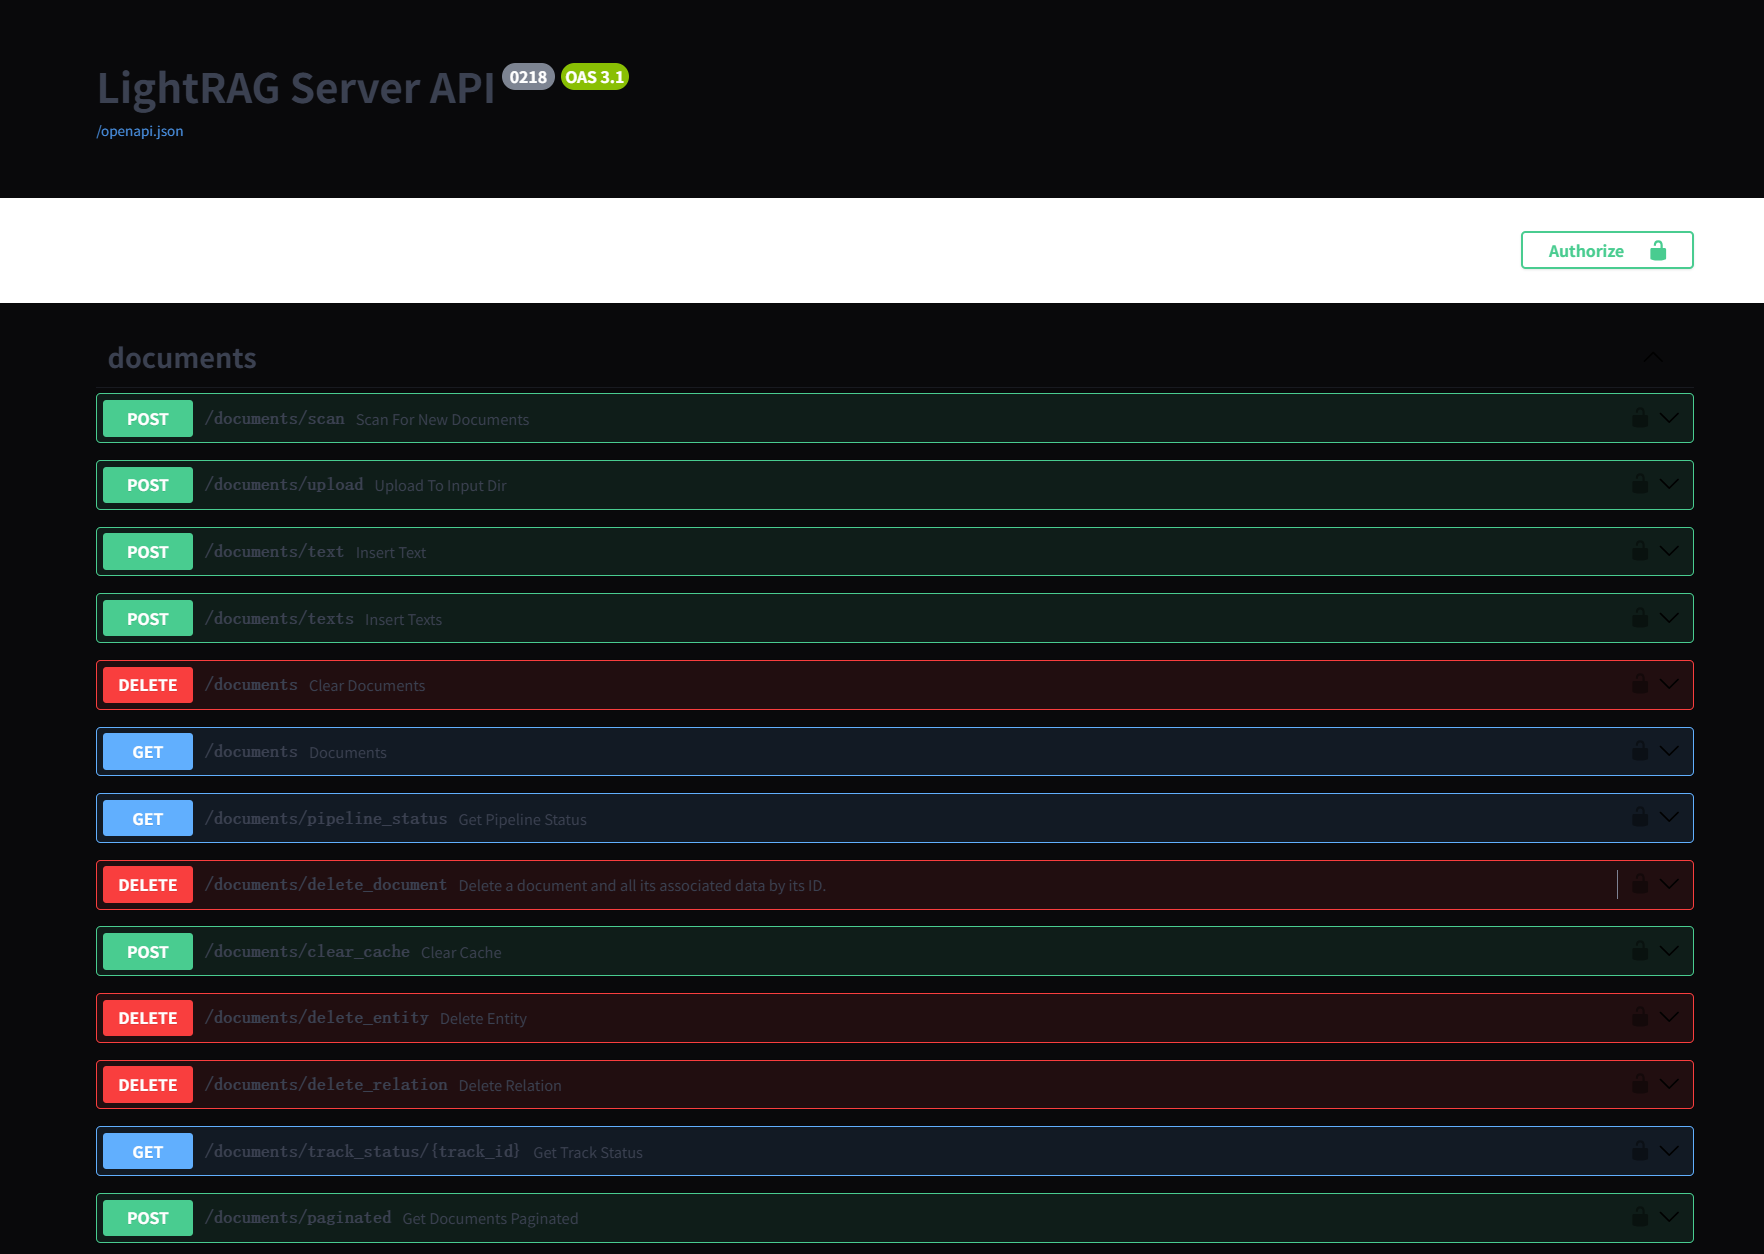 LightRAG Server API 0218 OAS 3.1
/openapi.json
Authorize
documents
POST /documents/scan Scan For New Documents
POST /documents/upload Upload To Input Dir
POST /documents/text Insert Text
POST /documents/texts Insert Texts
DELETE /documents Clear Documents
GET /documents Documents
GET /documents/pipeline_status Get Pipeline Status
DELETE /documents/delete_document Delete a document and all its associated data by its ID.
POST /documents/clear_cache Clear Cache
DELETE /documents/delete_entity Delete Entity
DELETE /documents/delete_relation Delete Relation
GET /documents/track_status/{track_id} Get Track Status
POST /documents/paginated Get Documents Paginated